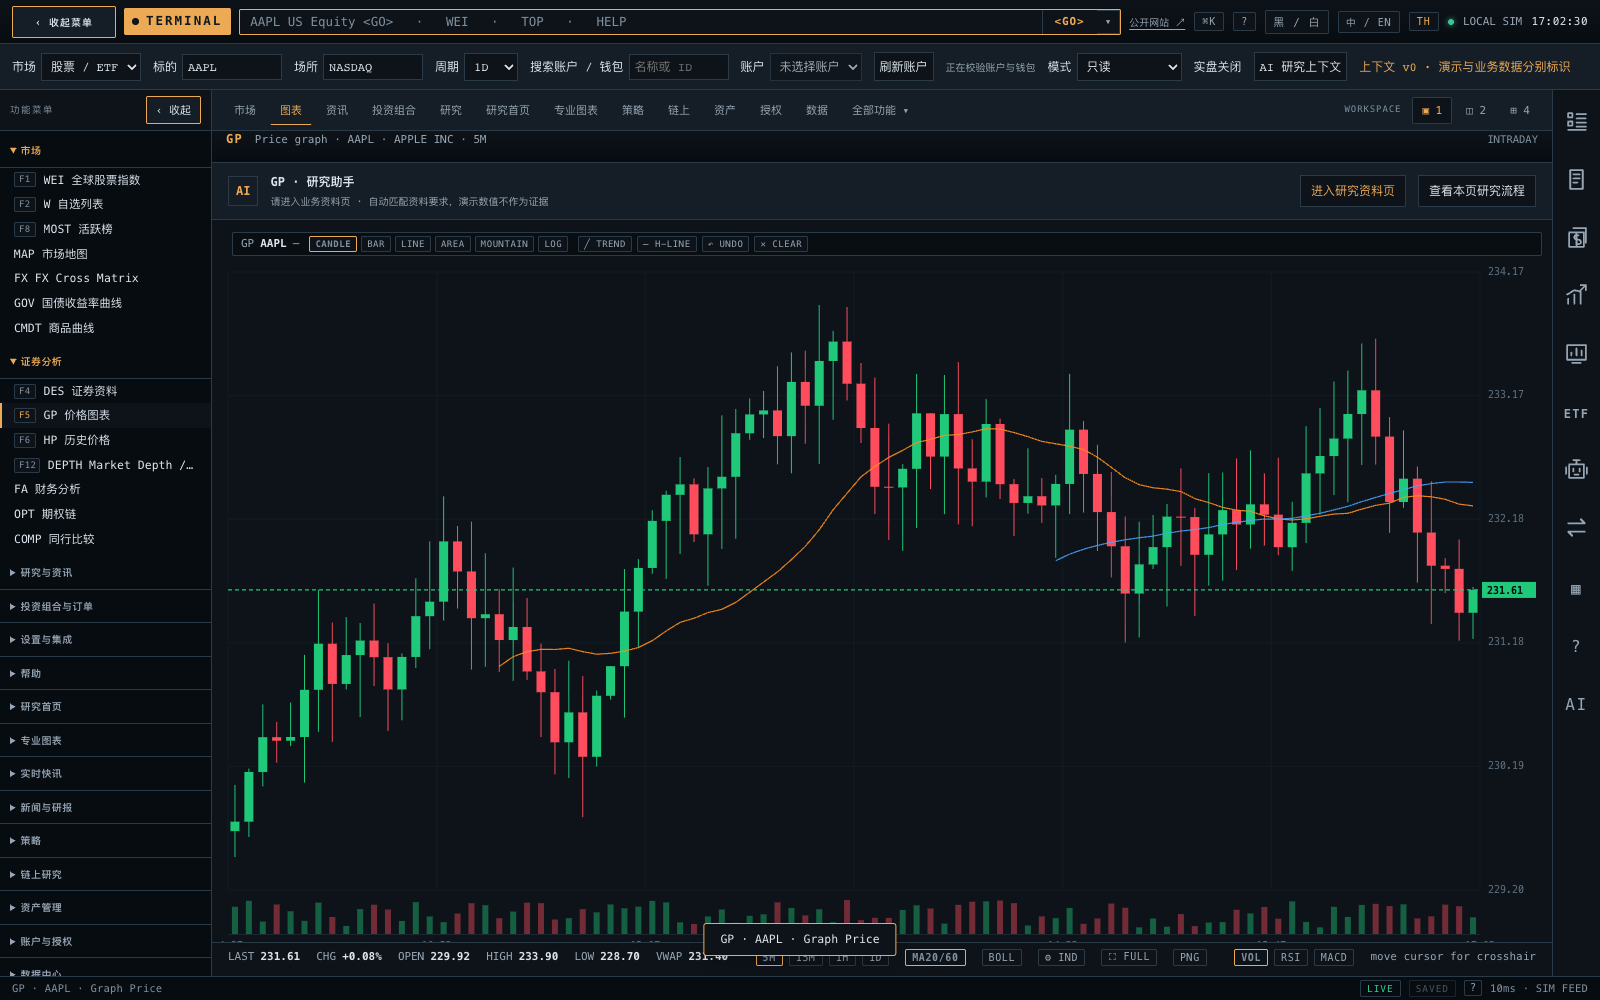 ‹ 收起菜单
TERMINAL
AAPL US Equity <GO> · WEI · TOP · HELP
<GO> ▾
公开网站 ↗
⌘K
?
黑 / 白
中 / EN
TH
LOCAL SIM 17:02:30
市场 股票 / ETF 标的 AAPL 场所 NASDAQ 周期 1D 搜索账户 / 钱包 名称或 ID 账户 未选择账户 刷新账户 正在校验账户与钱包 模式 只读 实盘关闭 AI 研究上下文 上下文 v0 · 演示与业务数据分别标识
功能菜单 ‹ 收起
市场 图表 资讯 投资组合 研究 研究首页 专业图表 策略 链上 资产 授权 数据 全部功能 ▾
WORKSPACE ▣ 1 ◫ 2 ⊞ 4
▼ 市场
F1 WEI 全球股票指数
F2 W 自选列表
F8 MOST 活跃榜
MAP 市场地图
FX FX Cross Matrix
GOV 国债收益率曲线
CMDT 商品曲线
▼ 证券分析
F4 DES 证券资料
F5 GP 价格图表
F6 HP 历史价格
F12 DEPTH Market Depth /…
FA 财务分析
OPT 期权链
COMP 同行比较
▶ 研究与资讯
▶ 投资组合与订单
▶ 设置与集成
▶ 帮助
▶ 研究首页
▶ 专业图表
▶ 实时快讯
▶ 新闻与研报
▶ 策略
▶ 链上研究
▶ 资产管理
▶ 账户与授权
▶ 数据中心
GP Price graph · AAPL · APPLE INC · 5M
INTRADAY
AI
GP · 研究助手
请进入业务资料页 · 自动匹配资料要求，演示数值不作为证据
进入研究资料页
查看本页研究流程
GP AAPL — CANDLE BAR LINE AREA MOUNTAIN LOG ╱ TREND — H-LINE ↶ UNDO × CLEAR
234.17
233.17
232.18
231.61
231.18
230.19
229.20
GP · AAPL · Graph Price
LAST 231.61 CHG +0.08% OPEN 229.92 HIGH 233.90 LOW 228.70 VWAP 231.40 5M 15M 1H 1D MA20/60 BOLL ⚙ IND ⛶ FULL PNG VOL RSI MACD move cursor for crosshair
ETF
▦
?
AI
GP · AAPL · Graph Price
LIVE SAVED ? 10ms · SIM FEED